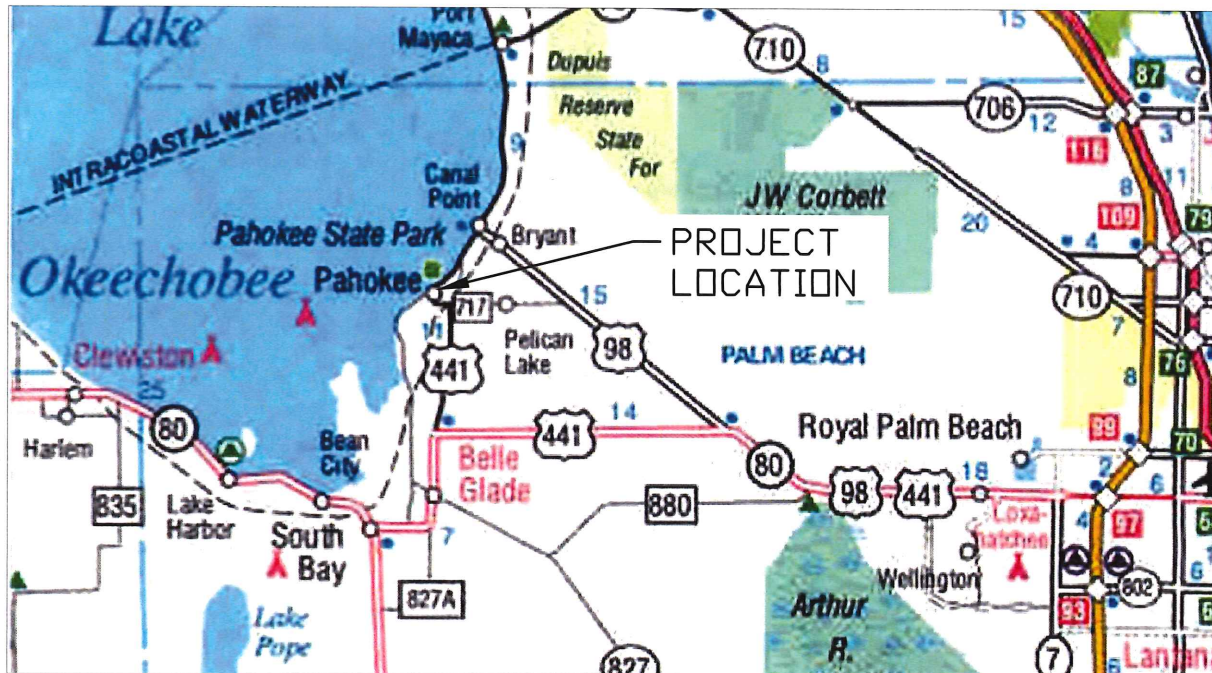 Lake
Port
Mayaca
710
8
15
87
Dupuis
Reserve
State
For
706
12
3
116
INTRACOASTAL WATERWAY
9
8
11
Canal
Point
JW Corbett
109
79
20
4
Pahokee State Park
Bryant
PROJECT
LOCATION
Okeechobee
Pahokee
717
15
710
7
11
Pelican
Lake
98
PALM BEACH
76
Clewiston
441
8
25
14
Royal Palm Beach
99
70
80
441
Harlem
Bean
City
Belle
Glade
80
2
6
98
441
18
835
Lake
Harbor
880
4
97
Loxa-
hatchee
South
Bay
7
Wellington
6
802
827A
Arthur
R.
93
Lake
Pope
827
7
6
Lantana